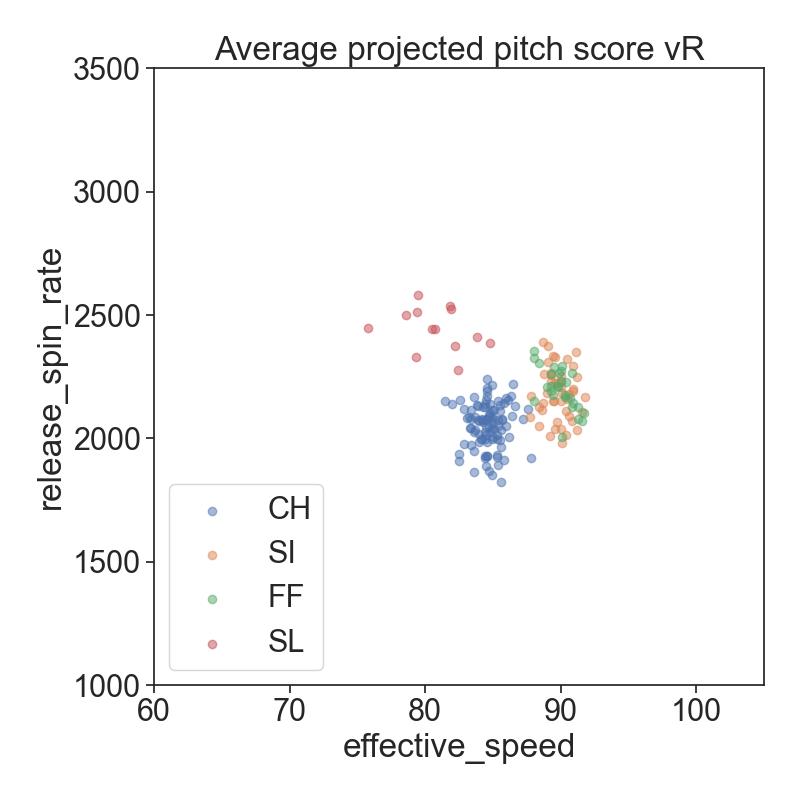 Average projected pitch score vR
3500
3000
2500
2000
1500
1000
release_spin_rate
CH
SI
FF
SL
60 70 80 90 100
effective_speed